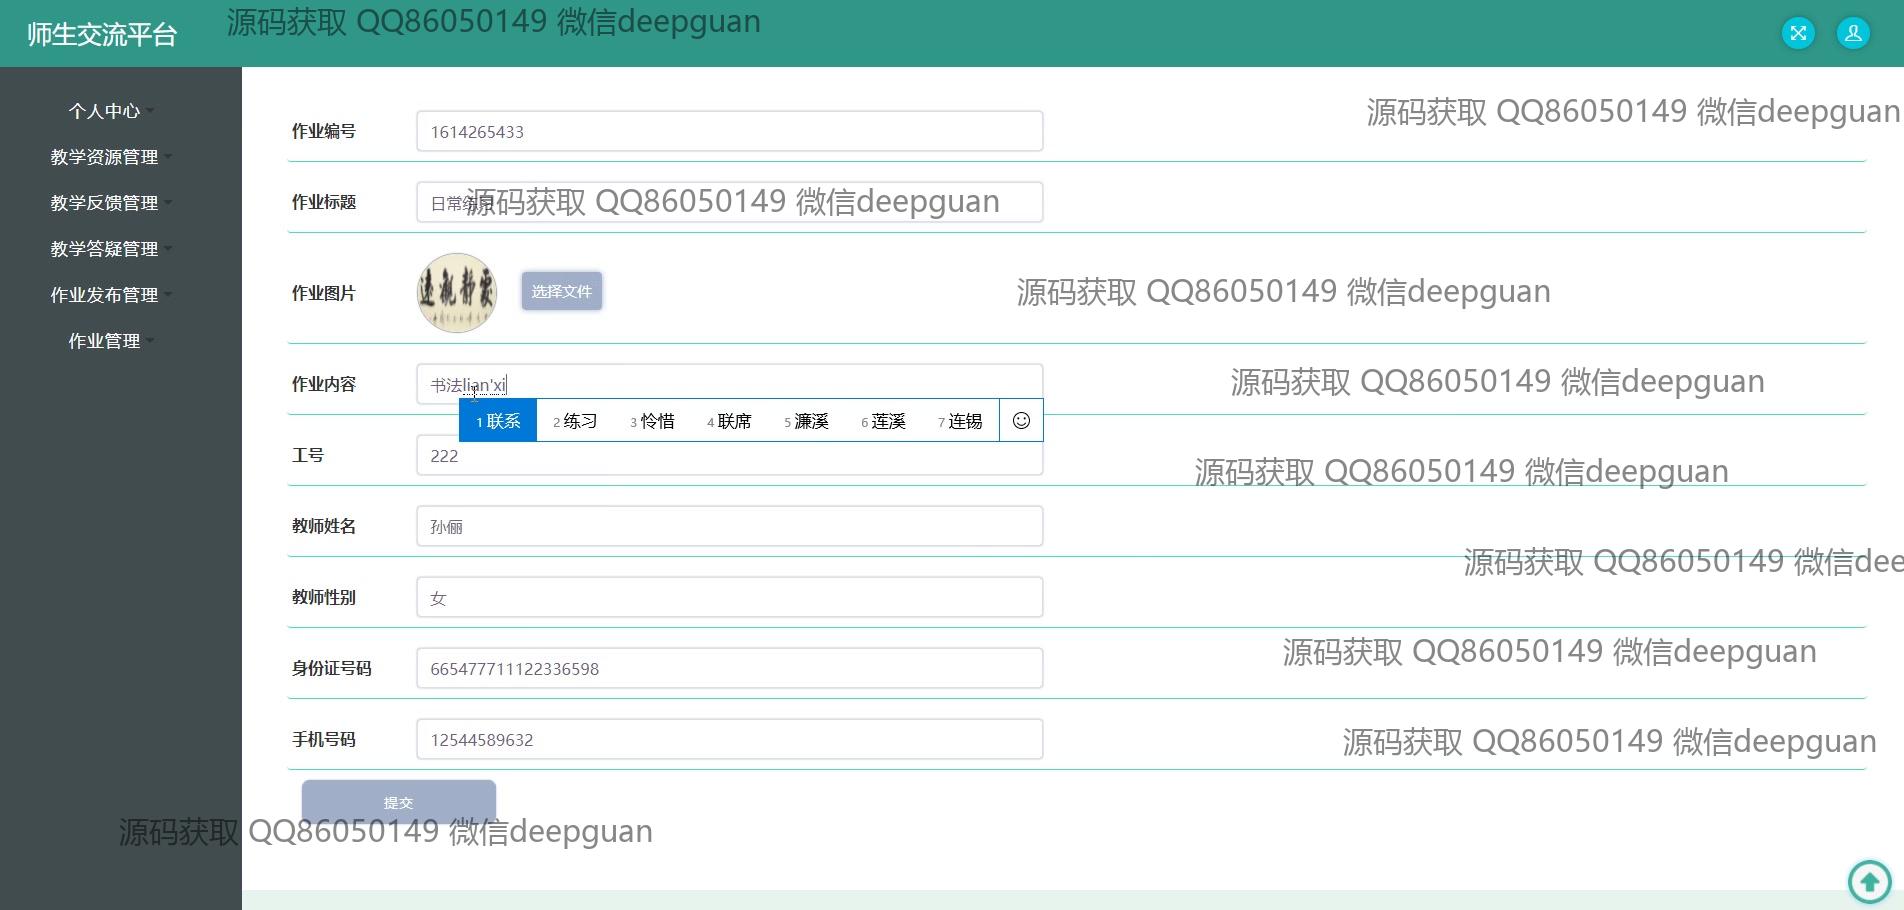 师生交流平台
源码获取 QQ86050149 微信deepguan
个人中心
教学资源管理
教学反馈管理
教学答疑管理
作业发布管理
作业管理
源码获取 QQ86050149 微信deepguan
作业编号 1614265433
作业标题 日常
源码获取 QQ86050149 微信deepguan
作业图片 選觀靜寰 选择文件
源码获取 QQ86050149 微信deepguan
作业内容 书法lian'xi
源码获取 QQ86050149 微信deepguan
1 联系 2 练习 3 怜惜 4 联席 5 濂溪 6 莲溪 7 连锡
工号 222
源码获取 QQ86050149 微信deepguan
教师姓名 孙俪
源码获取 QQ86050149 微信dee
教师性别 女
源码获取 QQ86050149 微信deepguan
身份证号码 665477711122336598
手机号码 12544589632
源码获取 QQ86050149 微信deepguan
提交
源码获取 QQ86050149 微信deepguan